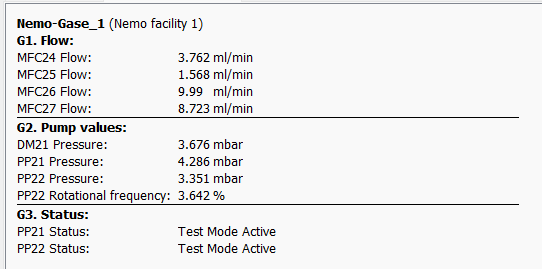 Nemo-Gase_1 (Nemo facility 1)
G1. Flow:
MFC24 Flow: 3.762 ml/min
MFC25 Flow: 1.568 ml/min
MFC26 Flow: 9.99 ml/min
MFC27 Flow: 8.723 ml/min
G2. Pump values:
DM21 Pressure: 3.676 mbar
PP21 Pressure: 4.286 mbar
PP22 Pressure: 3.351 mbar
PP22 Rotational frequency: 3.642 %
G3. Status:
PP21 Status: Test Mode Active
PP22 Status: Test Mode Active